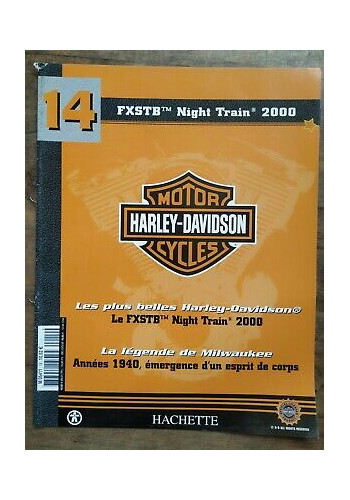 14
FXSTB™ Night Train® 2000
MOTOR
HARLEY-DAVIDSON
CYCLES
Les plus belles Harley-Davidson®
Le FXSTB™ Night Train® 2000
La légende de Milwaukee
Années 1940, émergence d'un esprit de corps
HACHETTE